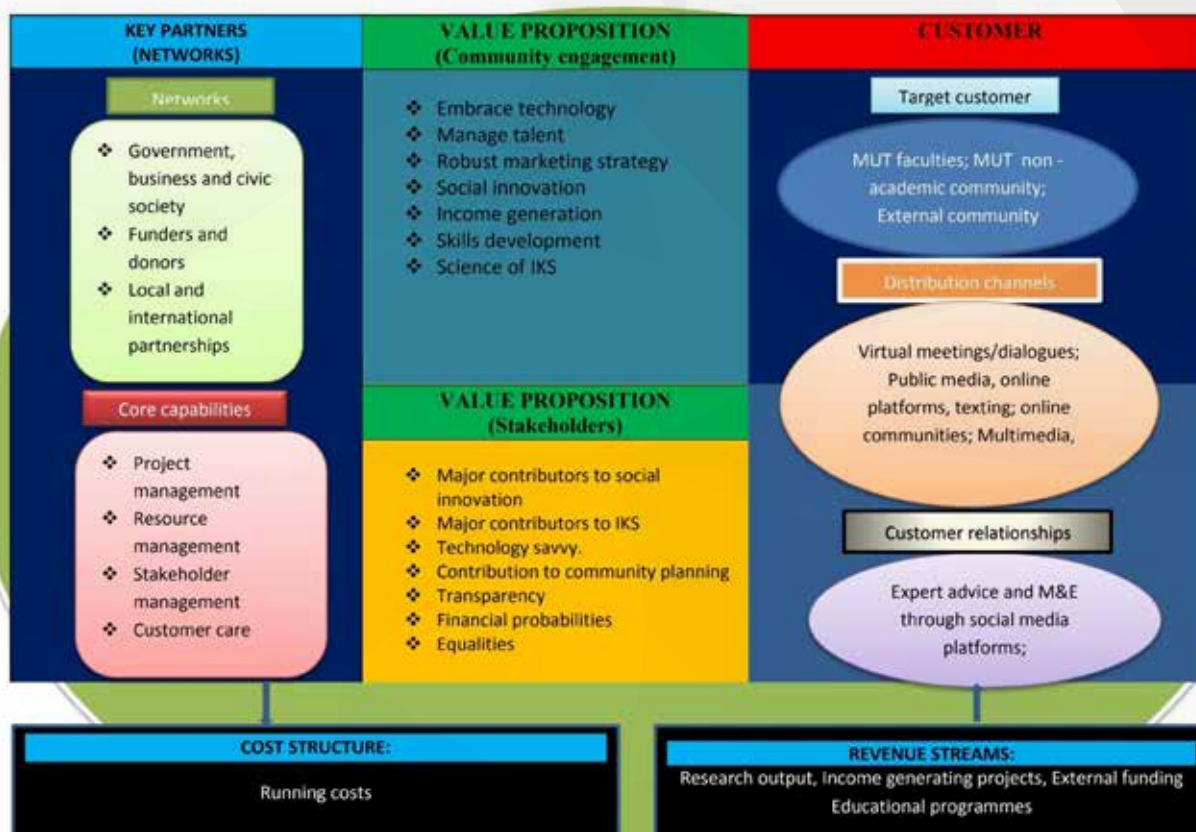 KEY PARTNERS
(NETWORKS)
Networks
❖ Government,
business and civic
society
❖ Funders and
donors
❖ Local and
international
partnerships
Core capabilities
❖ Project
management
❖ Resource
management
❖ Stakeholder
management
❖ Customer care
VALUE PROPOSITION
(Community engagement)
❖ Embrace technology
❖ Manage talent
❖ Robust marketing strategy
❖ Social innovation
❖ Income generation
❖ Skills development
❖ Science of IKS
VALUE PROPOSITION
(Stakeholders)
❖ Major contributors to social
innovation
❖ Major contributors to IKS
❖ Technology savvy.
❖ Contribution to community planning
❖ Transparency
❖ Financial probabilities
❖ Equalities
CUSTOMER
Target customer
MUT faculties; MUT non -
academic community;
External community
Distribution channels
Virtual meetings/dialogues;
Public media, online
platforms, texting; online
communities; Multimedia,
Customer relationships
Expert advice and M&E
through social media
platforms;
COST STRUCTURE:
Running costs
REVENUE STREAMS:
Research output, Income generating projects, External funding
Educational programmes